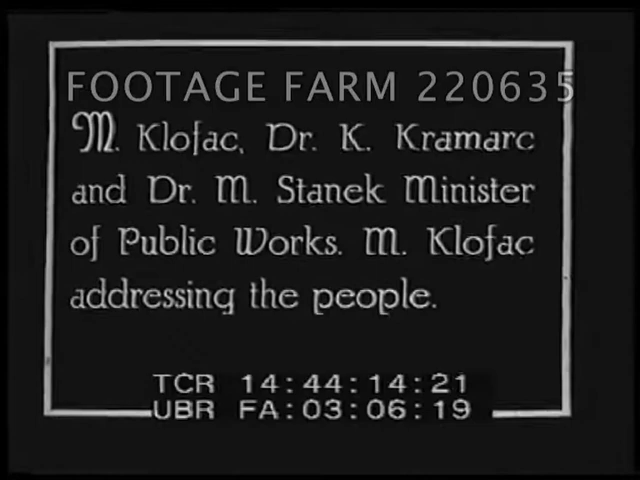 FOOTAGE FARM 220635
M. Klofac, Dr. K. Kramarc
and Dr. M. Stanek Minister
of Public Works. M. Klofac
addressing the people.
TCR 14:44:14:21
UBR FA:03:06:19